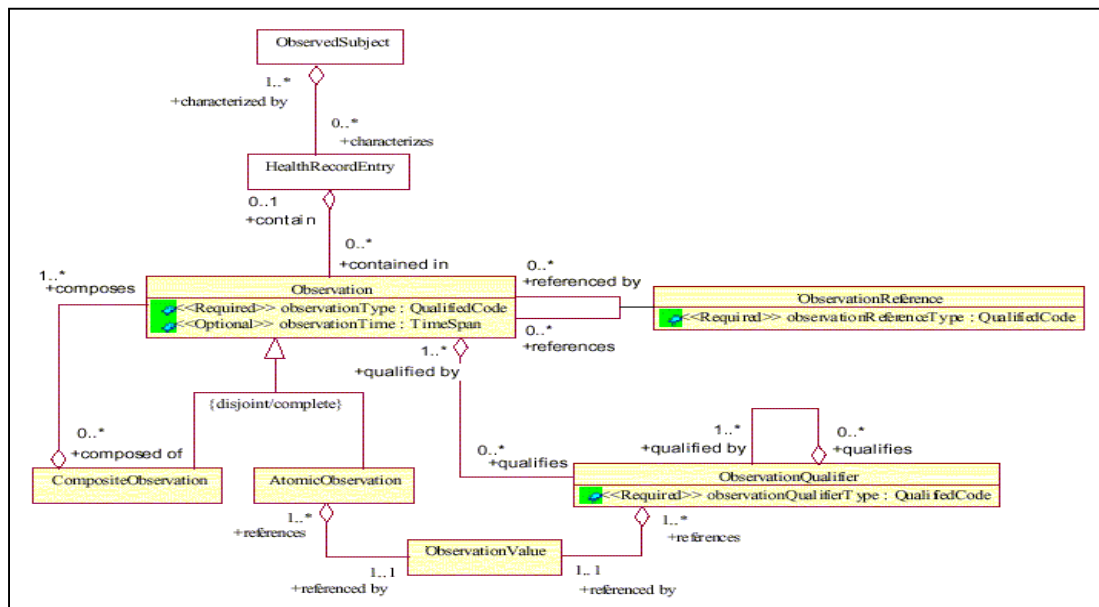 ObservedSubject
1..*
+characterized by
0..*
+characterizes
HealthRecordEntry
0..1
+contain
0..*
+contained in
1..*
+composes
Observation
<<Required>> observationType : QualifiedCode
<<Optional>> observationTime : TimeSpan
0..*
+referenced by
0..*
+references
ObservationReference
<<Required>> observationReferenceType : QualifiedCode
1..*
+qualified by
{disjoint/complete}
0..*
+composed of
CompositeObservation
AtomicObservation
0..*
+qualifies
1..*
+qualified by
0..*
+qualifies
ObservationQualifier
<<Required>> observationQualifierType : QualifedCode
1..*
+references
ObservationValue
1..1
+referenced by
1..1
+referenced by
1..*
+references